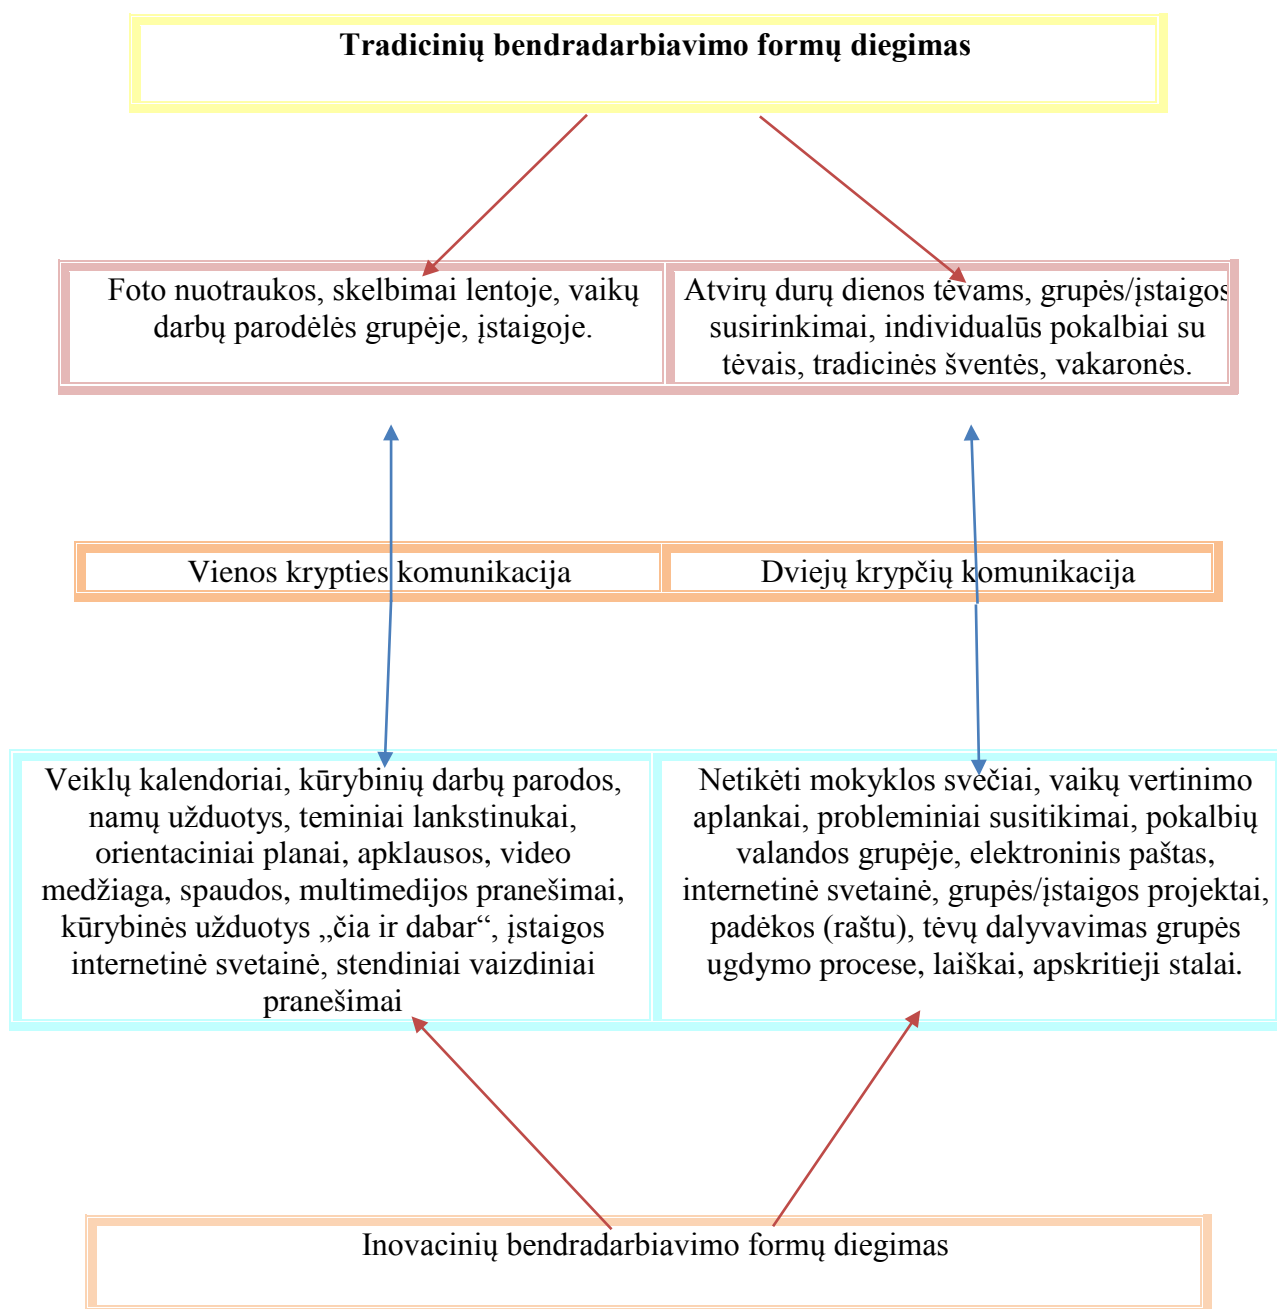 Tradicinių bendradarbiavimo formų diegimas
Foto nuotraukos, skelbimai lentoje, vaikų
darbų parodėlės grupėje, įstaigoje.
Atvirų durų dienos tėvams, grupės/įstaigos
susirinkimai, individualūs pokalbiai su
tėvais, tradicinės šventės, vakaronės.
Vienos krypties komunikacija
Dviejų krypčių komunikacija
Veiklų kalendoriai, kūrybinių darbų parodos,
namų užduotys, teminiai lankstinukai,
orientaciniai planai, apklausos, video
medžiaga, spaudos, multimedijos pranešimai,
kūrybinės užduotys „čia ir dabar“, įstaigos
internetinė svetainė, stendiniai vaizdiniai
pranešimai
Netikėti mokyklos svečiai, vaikų vertinimo
aplankai, probleminiai susitikimai, pokalbių
valandos grupėje, elektroninis paštas,
internetinė svetainė, grupės/įstaigos projektai,
padėkos (raštu), tėvų dalyvavimas grupės
ugdymo procese, laiškai, apskritieji stalai.
Inovacinių bendradarbiavimo formų diegimas